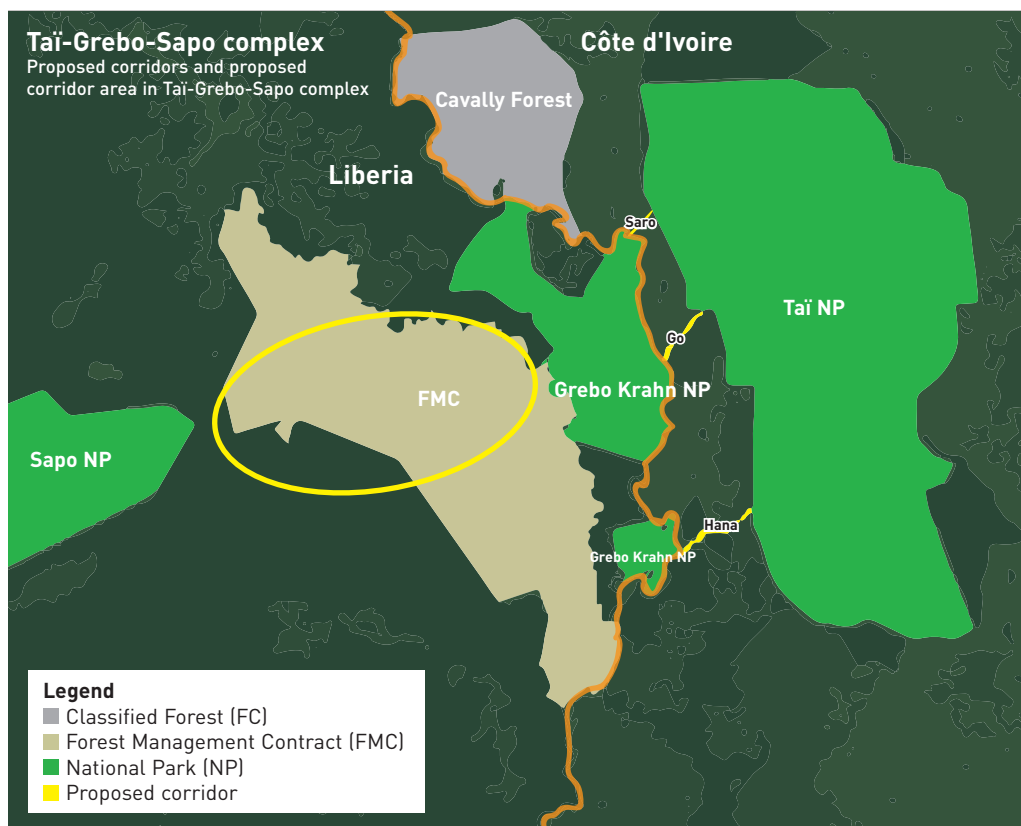 Taï-Grebo-Sapo complex
Proposed corridors and proposed
corridor area in Taï-Grebo-Sapo complex
Côte d'Ivoire
Cavally Forest
Liberia
Saro
Taï NP
Go
Grebo Krahn NP
FMC
Sapo NP
Hana
Grebo Krahn NP
Legend
Classified Forest (FC)
Forest Management Contract (FMC)
National Park (NP)
Proposed corridor